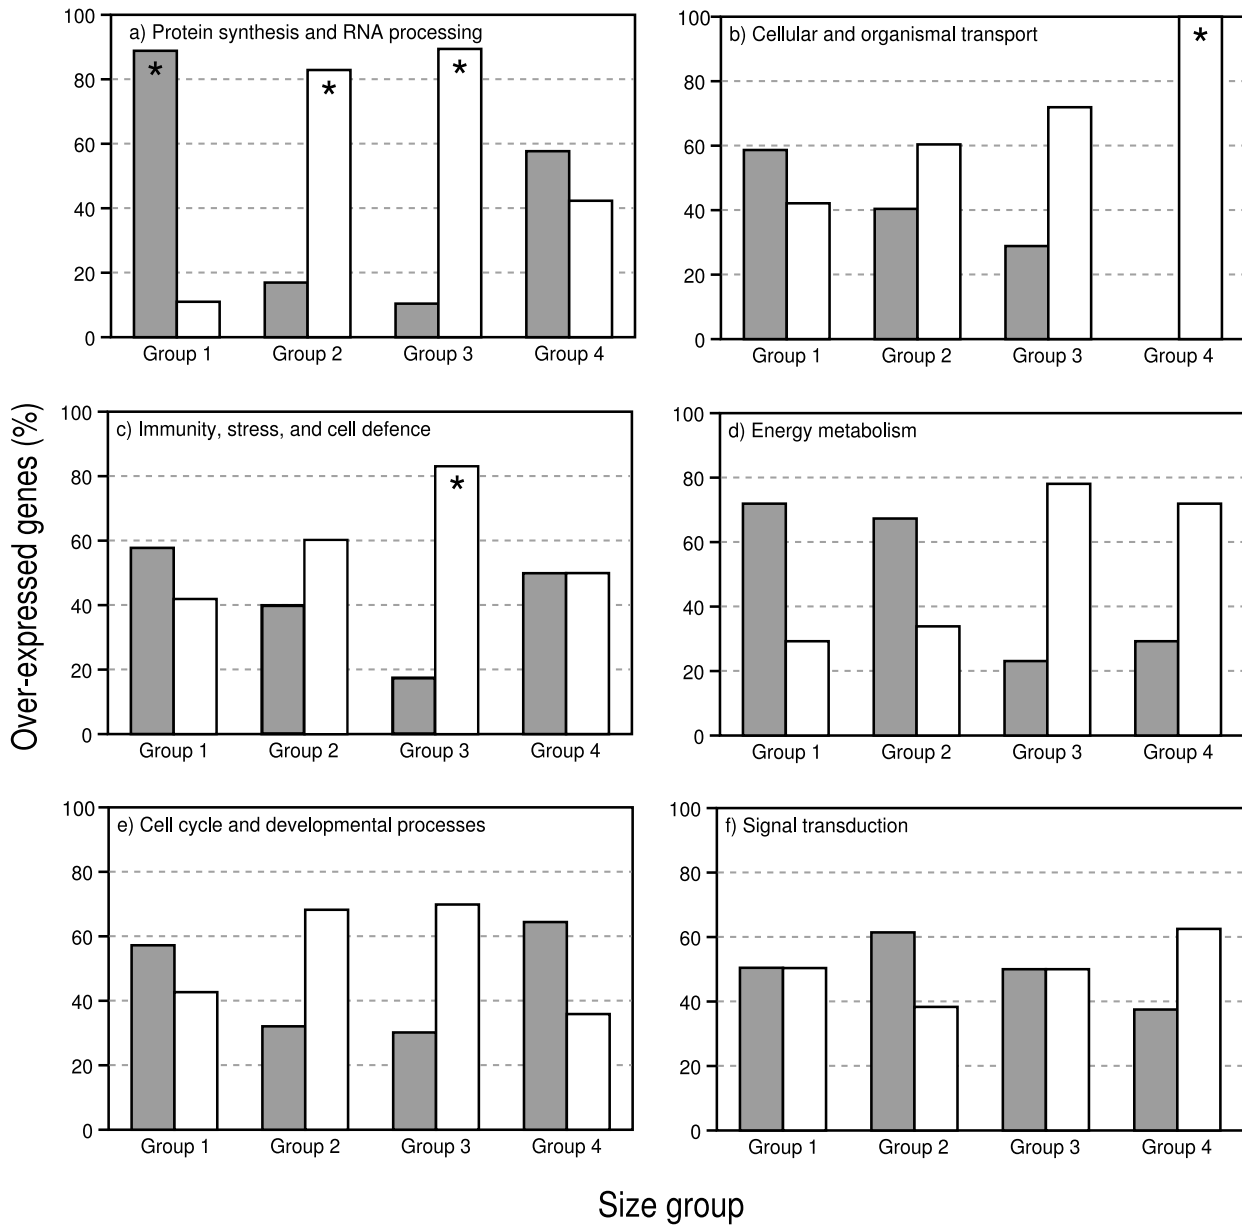 a) Protein synthesis and RNA processing
100
80
60
40
20
0
*
*
*
Group 1 Group 2 Group 3 Group 4
b) Cellular and organismal transport
100
80
60
40
20
0
*
Group 1 Group 2 Group 3 Group 4
Over-expressed genes (%)
c) Immunity, stress, and cell defence
100
80
60
40
20
0
*
Group 1 Group 2 Group 3 Group 4
d) Energy metabolism
100
80
60
40
20
0
Group 1 Group 2 Group 3 Group 4
e) Cell cycle and developmental processes
100
80
60
40
20
0
Group 1 Group 2 Group 3 Group 4
f) Signal transduction
100
80
60
40
20
0
Group 1 Group 2 Group 3 Group 4
Size group